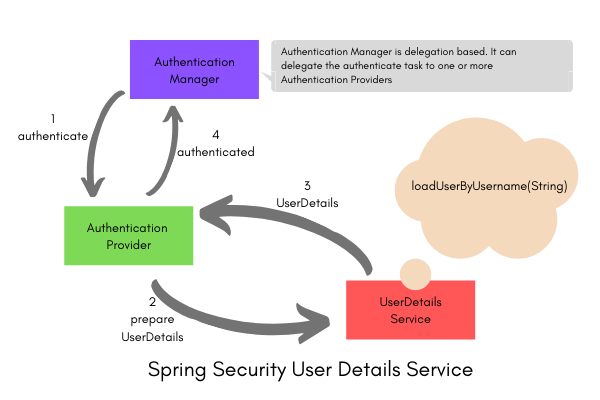 Authentication
Manager
Authentication Manager is delegation based. It can
delegate the authenticate task to one or more
Authentication Providers
1
authenticate
4
authenticated
3
UserDetails
loadUserByUsername(String)
Authentication
Provider
2
prepare
UserDetails
UserDetails
Service
Spring Security User Details Service